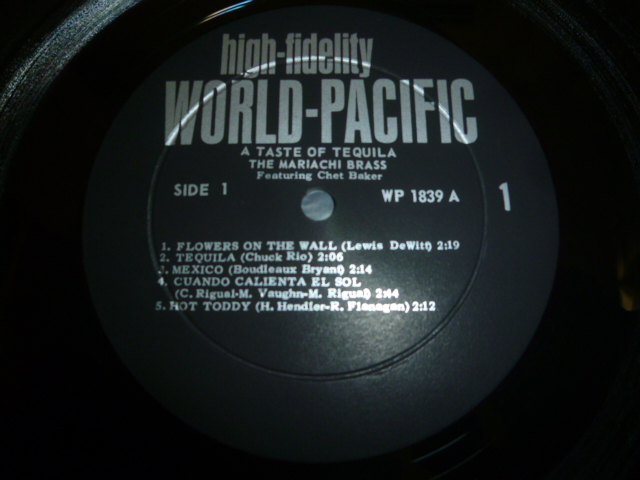 high-fidelity
WORLD-PACIFIC
A TASTE OF TEQUILA
THE MARIACHI BRASS
Featuring Chet Baker
SIDE 1
WP 1839 A
1
1. FLOWERS ON THE WALL (Lewis DeWitt) 2:19
2. TEQUILA (Chuck Rio) 2:06
3. MEXICO (Boudleaux Bryant) 2:14
4. CUANDO CALIENTA EL SOL
(C. Rigual-M. Vaughn-M. Rigual) 2:44
5. HOT TODDY (H. Hendler-R. Flanagan) 2:12